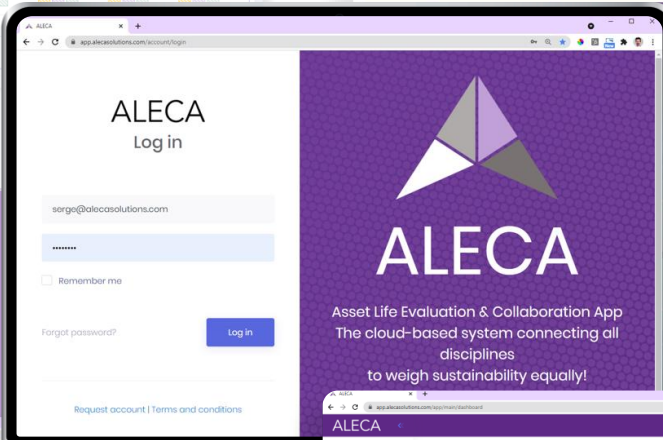 ALECA
app.alecasolutions.com/account/login
ALECA
Log in
serge@alecasolutions.com
Remember me
Forgot password?
Log in
Request account | Terms and conditions
ALECA
Asset Life Evaluation & Collaboration App
The cloud-based system connecting all
disciplines
to weigh sustainability equally!
ALECA
app.alecasolutions.com/app/main/dashboard
ALECA